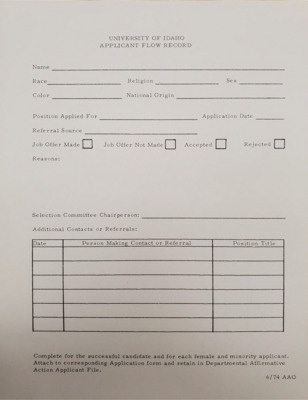 UNIVERSITY OF IDAHO
APPLICANT FLOW RECORD
Name
Race Religion Sex
Color National Origin
Position Applied For Application Date
Referral Source
Job Offer Made Job Offer Not Made Accepted Rejected
Reasons:
Selection Committee Chairperson:
Additional Contacts or Referrals:
Date Person Making Contact or Referral Position Title
Complete for the successful candidate and for each female and minority applicant.
Attach to corresponding Application form and retain in Departmental Affirmative
Action Applicant File.
6/74 AAO